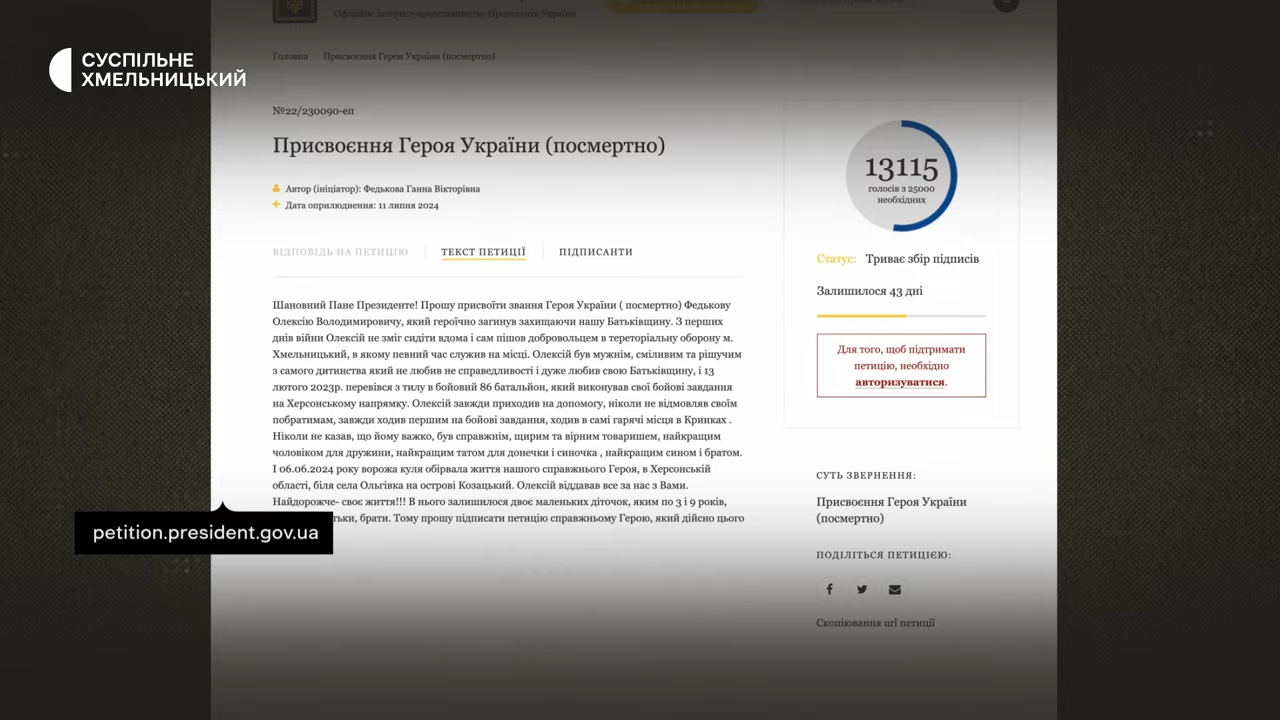 Офіційне інтернет-представництво Президента України
СУСПІЛЬНЕ
ХМЕЛЬНИЦЬКИЙ
Головна Присвоєння Героя України (посмертно)
№22/230090-еп
Присвоєння Героя України (посмертно)
Автор (ініціатор): Федькова Ганна Вікторівна
Дата оприлюднення: 11 липня 2024
ВІДПОВІДЬ НА ПЕТИЦІЮ ТЕКСТ ПЕТИЦІЇ ПІДПИСАНТИ
Шановний Пане Президенте! Прошу присвоїти звання Героя України ( посмертно) Федькову
Олексію Володимировичу, який героїчно загинув захищаючи нашу Батьківщину. З перших
днів війни Олексій не зміг сидіти вдома і сам пішов добровольцем в тереторіальну оборону м.
Хмельницький, в якому певний час служив на місці. Олексій був мужнім, сміливим та рішучим
з самого дитинства який не любив не справедливості і дуже любив свою Батьківщину, і 13
лютого 2023р. перевівся з тилу в бойовий 86 батальйон, який виконував свої бойові завдання
на Херсонському напрямку. Олексій завжди приходив на допомогу, ніколи не відмовляв своїм
побратимам, завжди ходив першим на бойові завдання, ходив в самі гарячі місця в Кринках .
Ніколи не казав, що йому важко, був справжнім, щирим та вірним товаришем, найкращим
чоловіком для дружини, найкращим татом для донечки і синочка , найкращим сином і братом.
І 06.06.2024 року ворожа куля обірвала життя нашого справжнього Героя, в Херсонській
області, біля села Ольгівка на острові Козацький. Олексій віддавав все за нас з Вами.
Найдорожче- своє життя!!! В нього залишилося двоє маленьких діточок, яким по 3 і 9 років,
тьки, брати. Тому прошу підписати петицію справжньому Герою, який дійсно цього
petition.president.gov.ua
13115
голосів з 25000
необхідних
Статус: Триває збір підписів
Залишилося 43 дні
Для того, щоб підтримати
петицію, необхідно
авторизуватися.
СУТЬ ЗВЕРНЕННЯ:
Присвоєння Героя України
(посмертно)
ПОДІЛІТЬСЯ ПЕТИЦІЄЮ:
Скопіювання url петиції